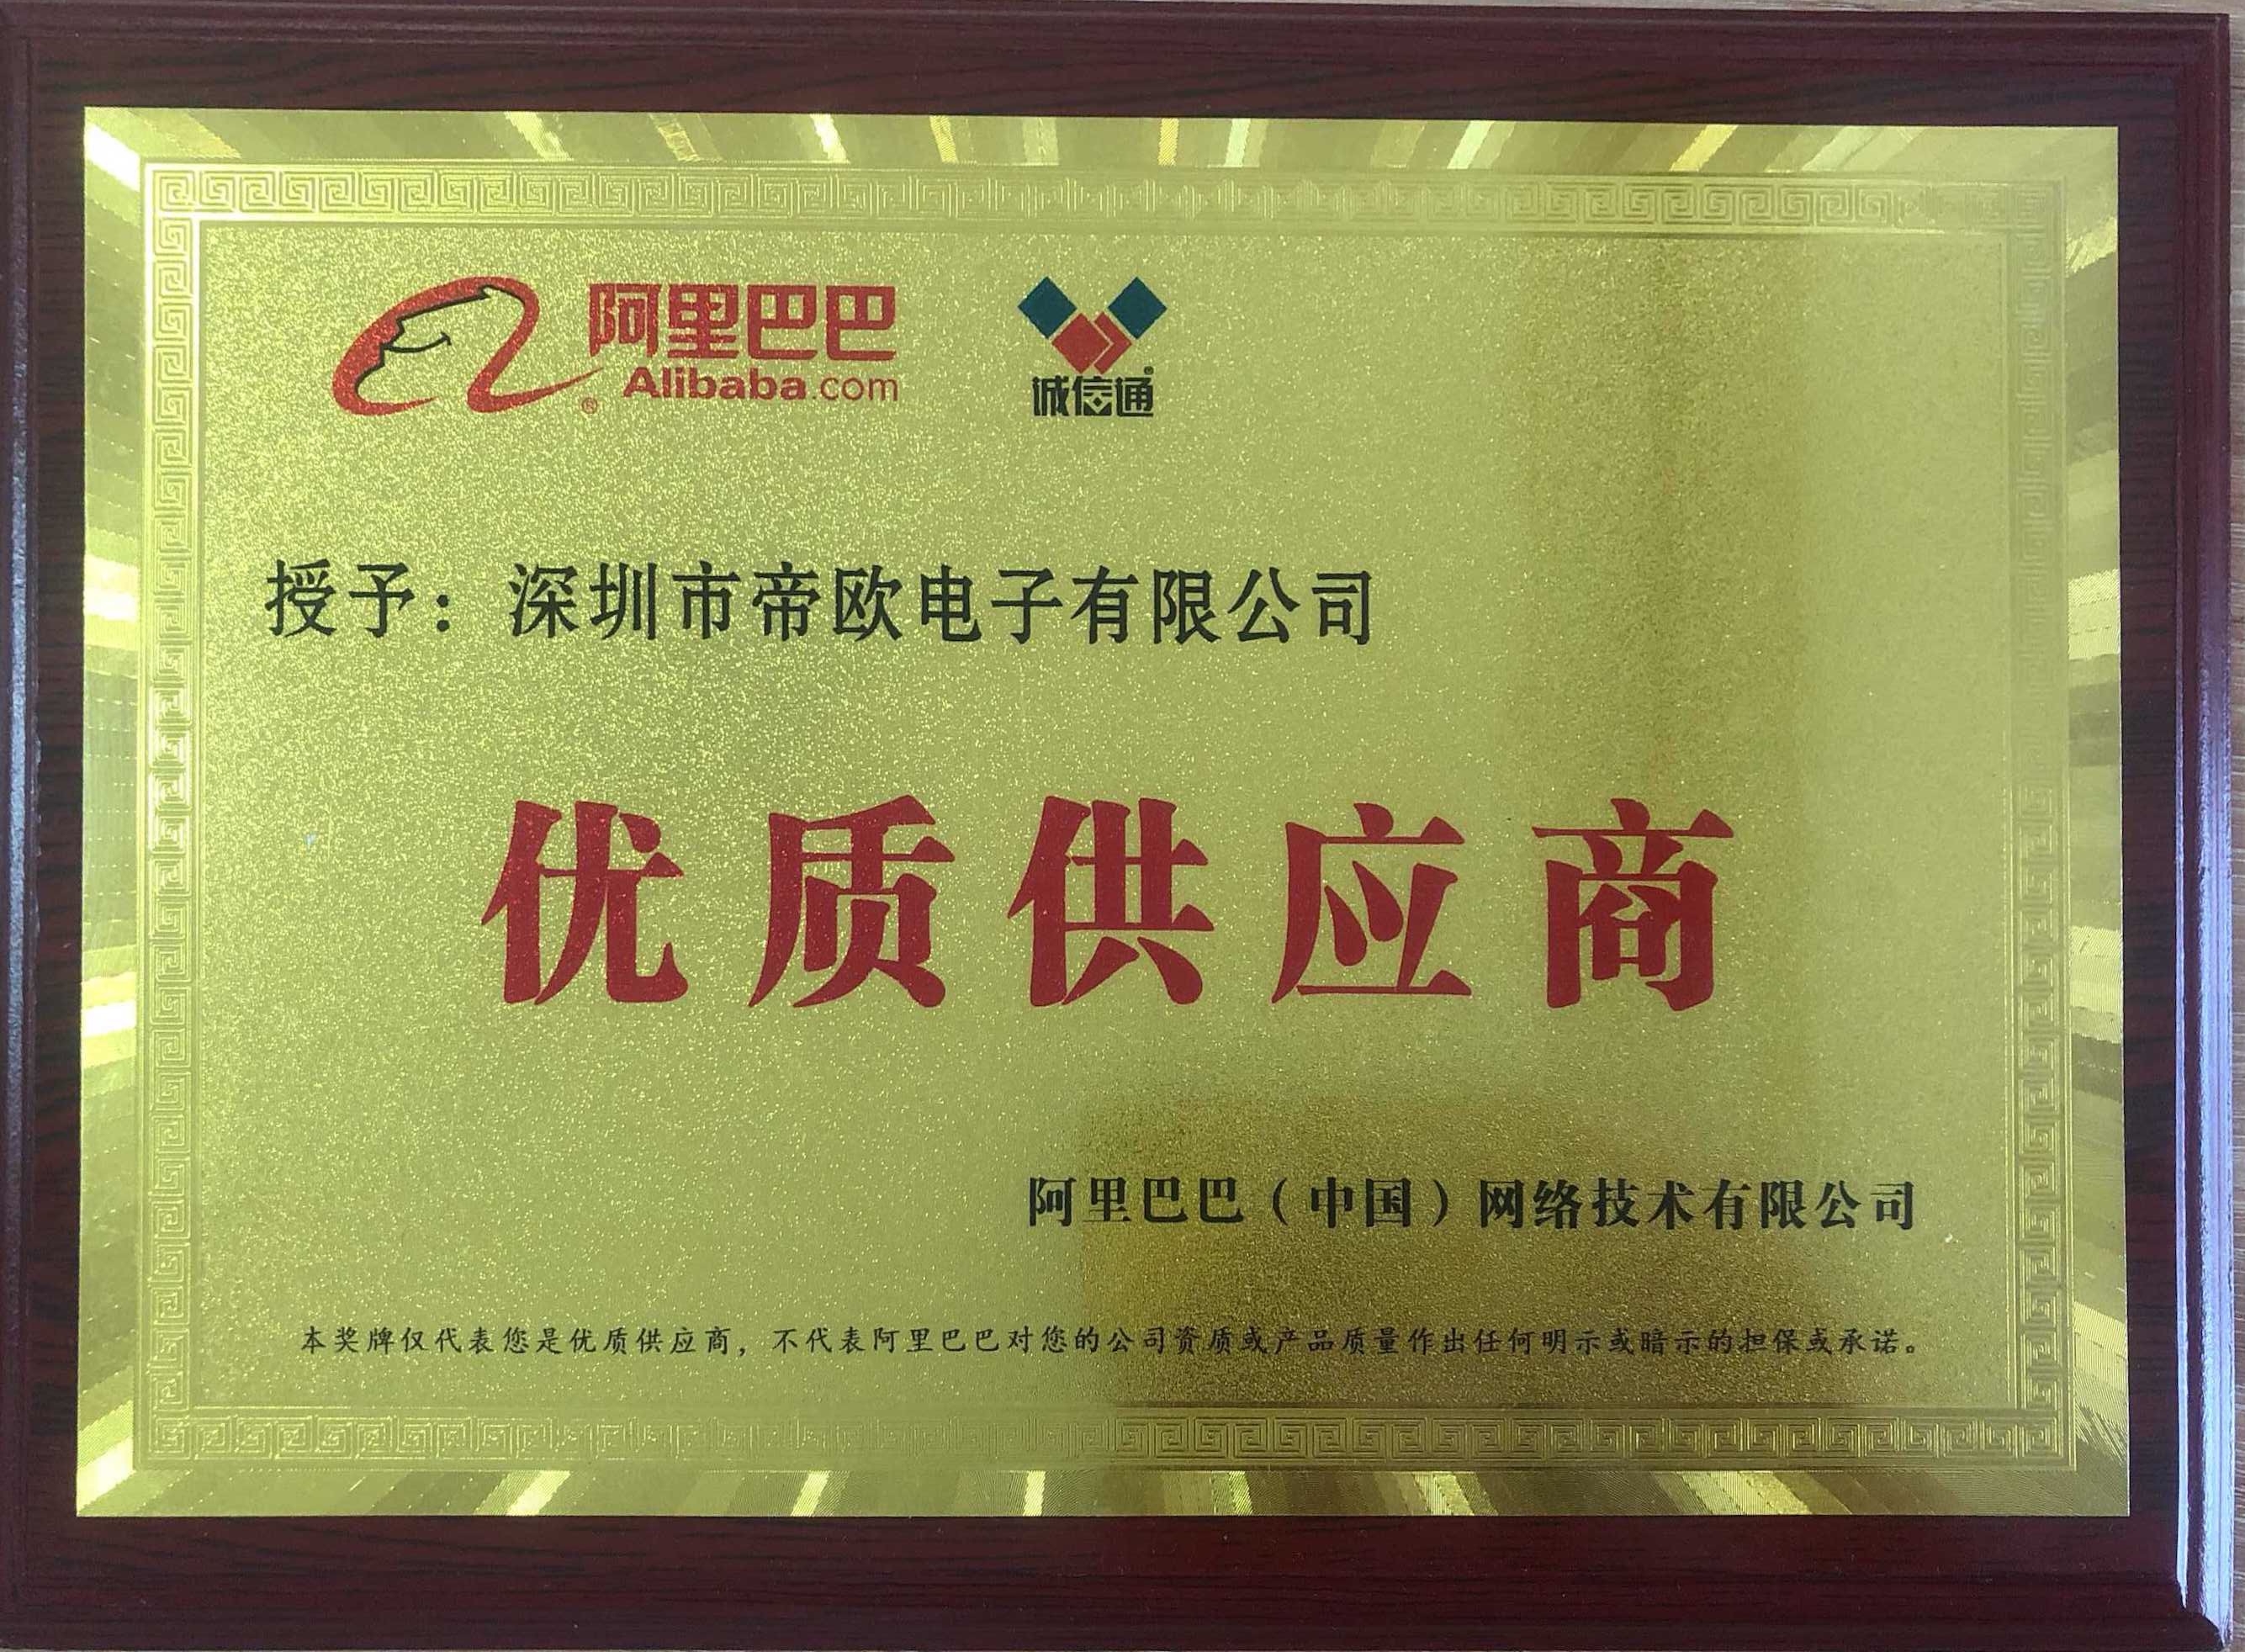 阿里巴巴
Alibaba.com®
诚信通®
授予：深圳市帝欧电子有限公司
优质供应商
阿里巴巴（中国）网络技术有限公司
本奖牌仅代表您是优质供应商，不代表阿里巴巴对您的公司资质或产品质量作出任何明示或暗示的担保或承诺。